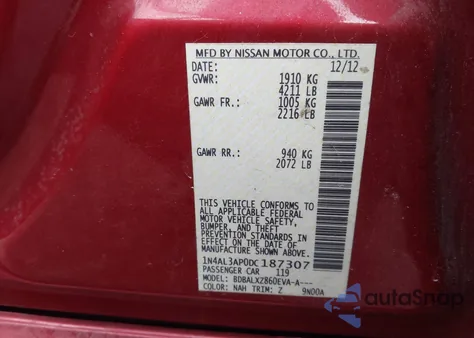 MFD BY NISSAN MOTOR CO., LTD.
DATE: 12/12
GVWR: 1910 KG
4211 LB
GAWR FR.: 1005 KG
2216 LB
GAWR RR.: 940 KG
2072 LB
THIS VEHICLE CONFORMS TO
ALL APPLICABLE FEDERAL
MOTOR VEHICLE SAFETY,
BUMPER, AND THEFT
PREVENTION STANDARDS
IN EFFECT ON THE DATE OF
MANUFACTURE SHOWN ABOVE.
1N4AL3AP0DC187307
PASSENGER CAR 119
MODEL: BDBALXZ860EVA-A---
COLOR: NAH TRIM: Z 9N00A
autoSnap